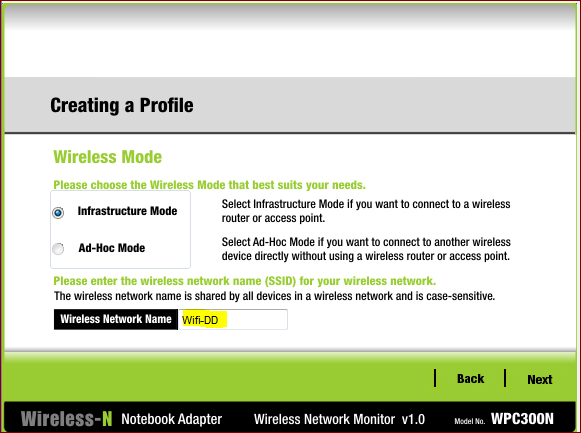 Creating a Profile
Wireless Mode
Please choose the Wireless Mode that best suits your needs.
Infrastructure Mode
Select Infrastructure Mode if you want to connect to a wireless
router or access point.
Ad-Hoc Mode
Select Ad-Hoc Mode if you want to connect to another wireless
device directly without using a wireless router or access point.
Please enter the wireless network name (SSID) for your wireless network.
The wireless network name is shared by all devices in a wireless network and is case-sensitive.
Wireless Network Name Wifi-DD
Back Next
Wireless-N Notebook Adapter Wireless Network Monitor v1.0 Model No. WPC300N